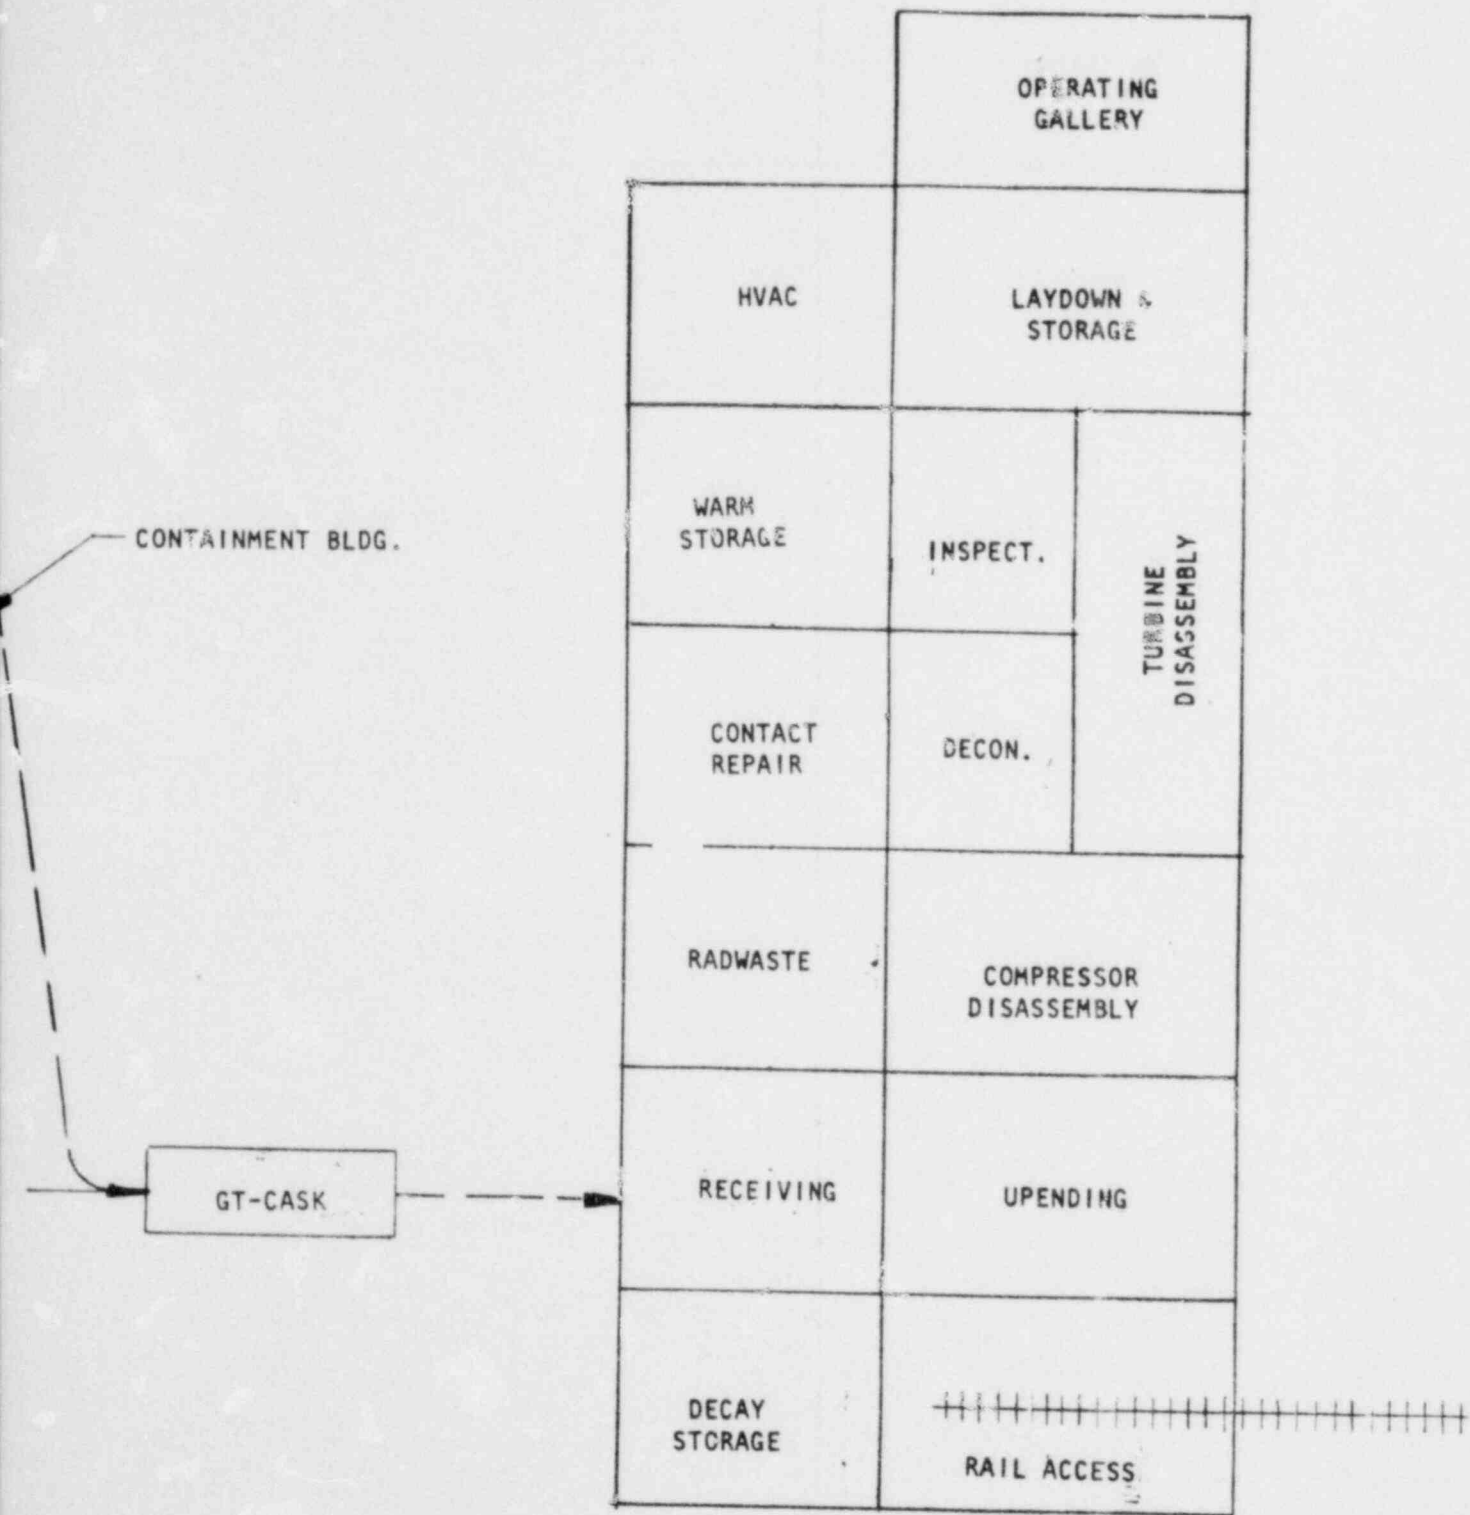 OPERATING
GALLERY
HVAC
LAYDOWN &
STORAGE
WARM
STORAGE
CONTAINMENT BLDG.
INSPECT.
TURBINE
DISASSEMBLY
CONTACT
REPAIR
DECON.
RADWASTE
COMPRESSOR
DISASSEMBLY
RECEIVING
UPENDING
GT-CASK
DECAY
STORAGE
RAIL ACCESS